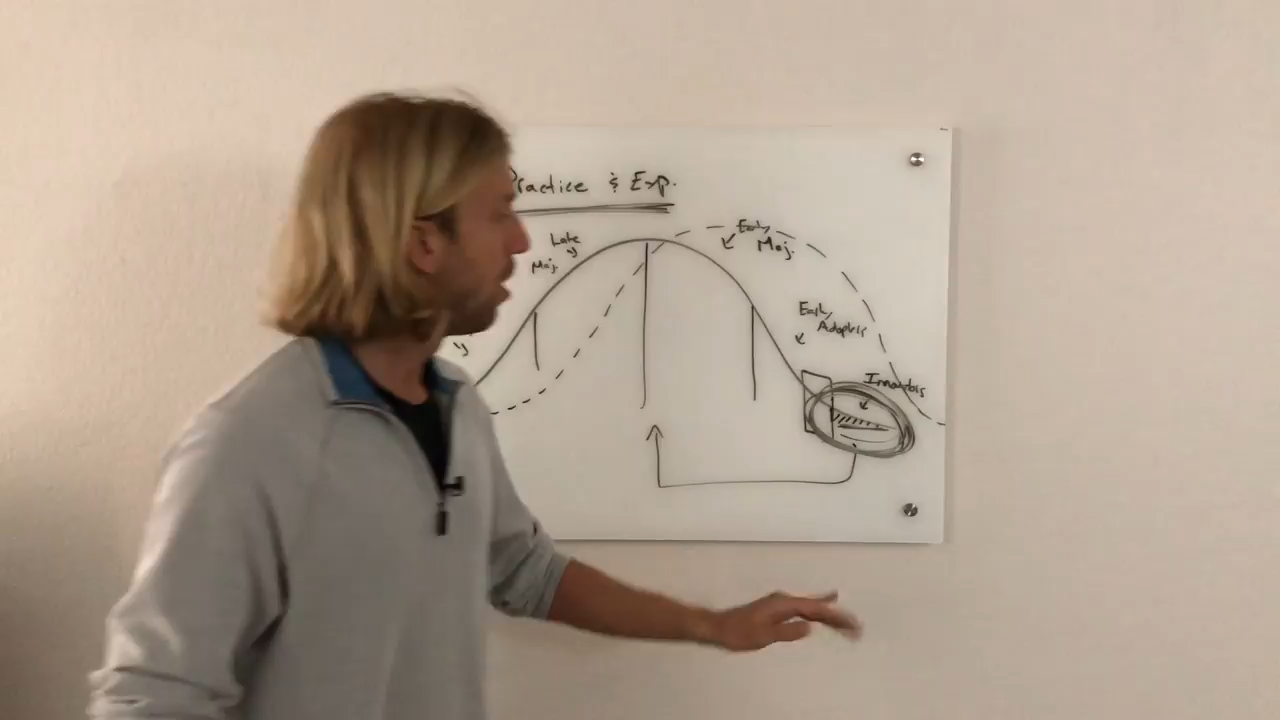 Practice & Exp.
Late
Maj.
Early
Maj.
Early
Adopters
Innovators